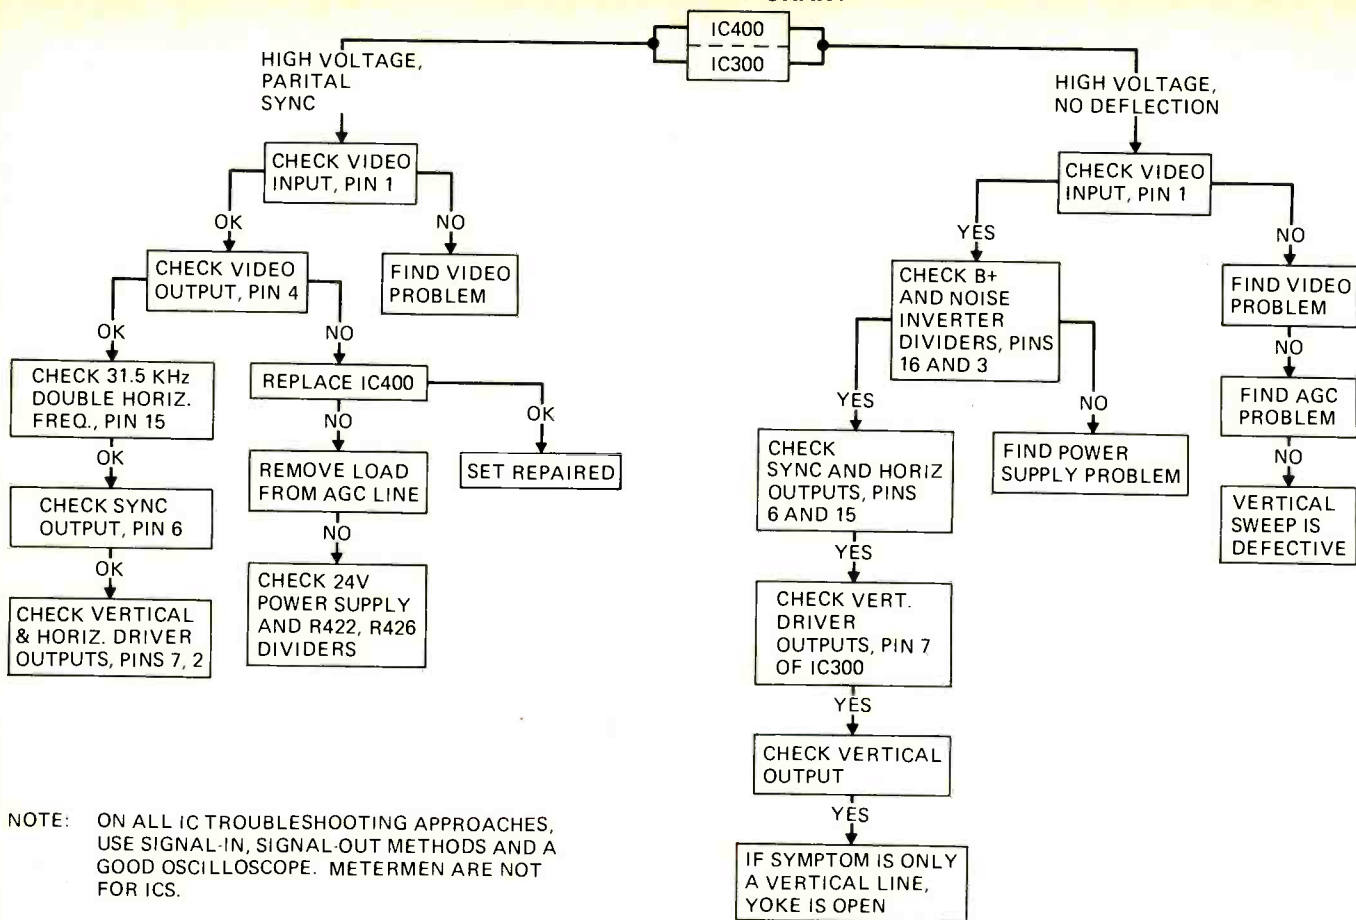 IC400
IC300
HIGH VOLTAGE,
PARITAL
SYNC
CHECK VIDEO
INPUT, PIN 1
OK
NO
CHECK VIDEO
OUTPUT, PIN 4
FIND VIDEO
PROBLEM
OK
NO
CHECK 31.5 KHz
DOUBLE HORIZ.
FREQ., PIN 15
REPLACE IC400
OK
NO
OK
CHECK SYNC
OUTPUT, PIN 6
REMOVE LOAD
FROM AGC LINE
SET REPAIRED
OK
NO
CHECK VERTICAL
& HORIZ. DRIVER
OUTPUTS, PINS 7, 2
CHECK 24V
POWER SUPPLY
AND R422, R426
DIVIDERS
HIGH VOLTAGE,
NO DEFLECTION
CHECK VIDEO
INPUT, PIN 1
YES
NO
CHECK B+
AND NOISE
INVERTER
DIVIDERS, PINS
16 AND 3
FIND VIDEO
PROBLEM
NO
FIND AGC
PROBLEM
NO
VERTICAL
SWEEP IS
DEFECTIVE
YES
NO
CHECK
SYNC AND HORIZ
OUTPUTS, PINS
6 AND 15
FIND POWER
SUPPLY PROBLEM
YES
CHECK VERT.
DRIVER
OUTPUTS, PIN 7
OF IC300
YES
CHECK VERTICAL
OUTPUT
YES
IF SYMPTOM IS ONLY
A VERTICAL LINE,
YOKE IS OPEN
NOTE: ON ALL IC TROUBLESHOOTING APPROACHES,
USE SIGNAL-IN, SIGNAL-OUT METHODS AND A
GOOD OSCILLOSCOPE. METERMEN ARE NOT
FOR ICS.